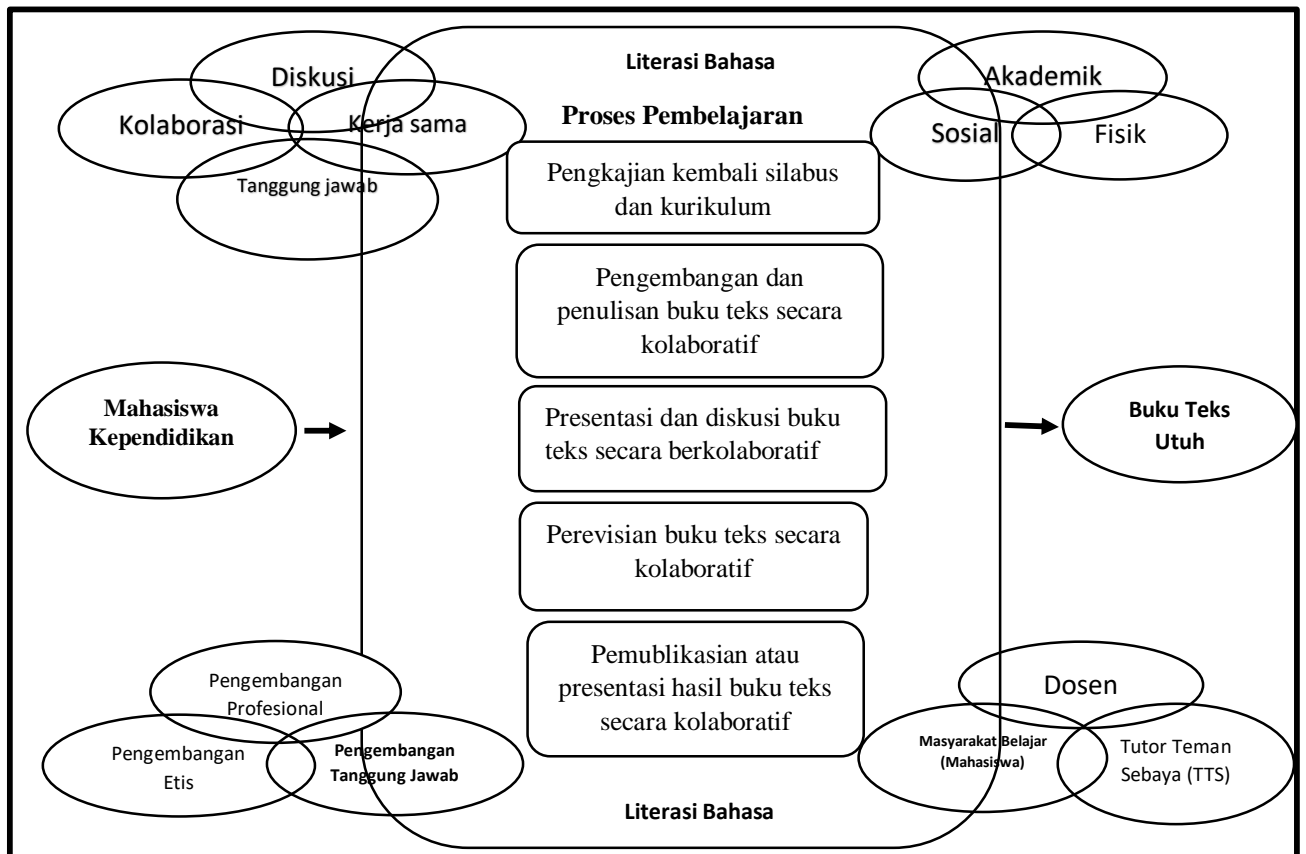 Diskusi
Kolaborasi
Kerja sama
Tanggung jawab
Literasi Bahasa
Proses Pembelajaran
Akademik
Sosial
Fisik
Pengkajian kembali silabus
dan kurikulum
Pengembangan dan
penulisan buku teks secara
kolaboratif
Mahasiswa
Kependidikan
Presentasi dan diskusi buku
teks secara berkolaboratif
Buku Teks
Utuh
Perevisian buku teks secara
kolaboratif
Pemublikasian atau
presentasi hasil buku teks
secara kolaboratif
Pengembangan
Profesional
Pengembangan
Etis
Pengembangan
Tanggung Jawab
Dosen
Masyarakat Belajar
(Mahasiswa)
Tutor Teman
Sebaya (TTS)
Literasi Bahasa